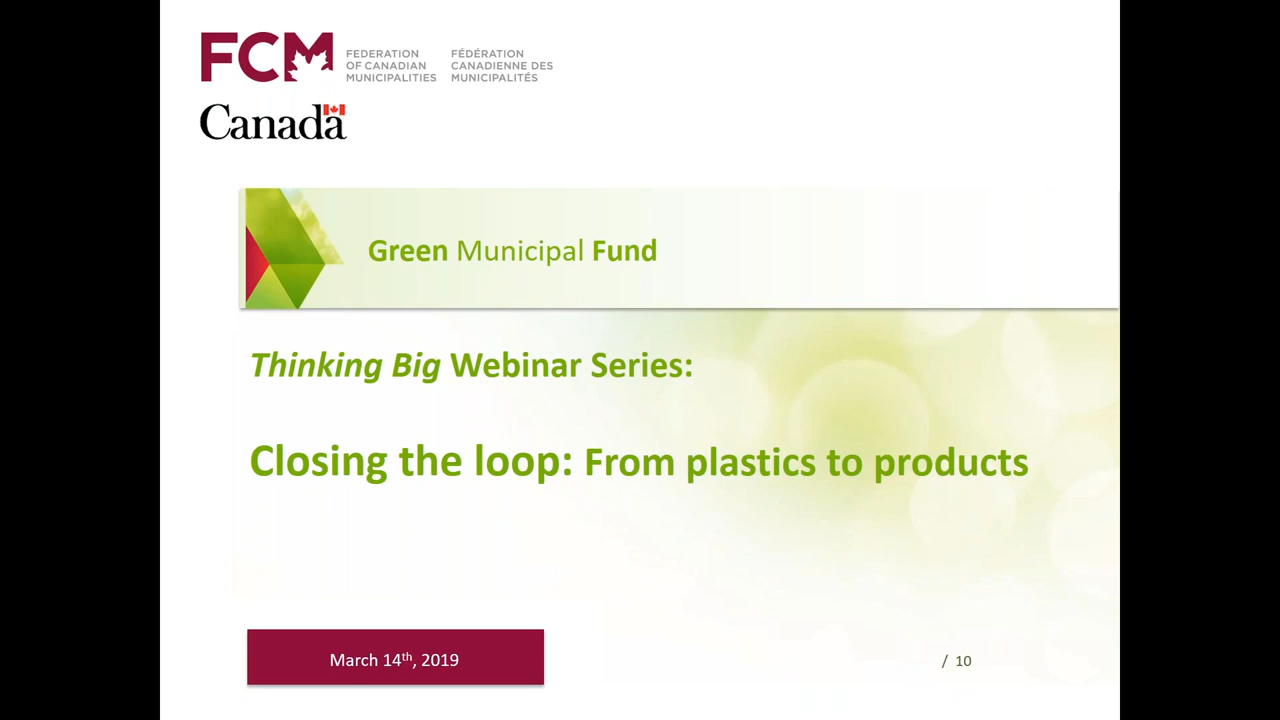 FCM
FEDERATION
OF CANADIAN
MUNICIPALITIES
FÉDÉRATION
CANADIENNE DES
MUNICIPALITÉS
Canada
Green Municipal Fund
Thinking Big Webinar Series:
Closing the loop: From plastics to products
March 14th, 2019
/ 10